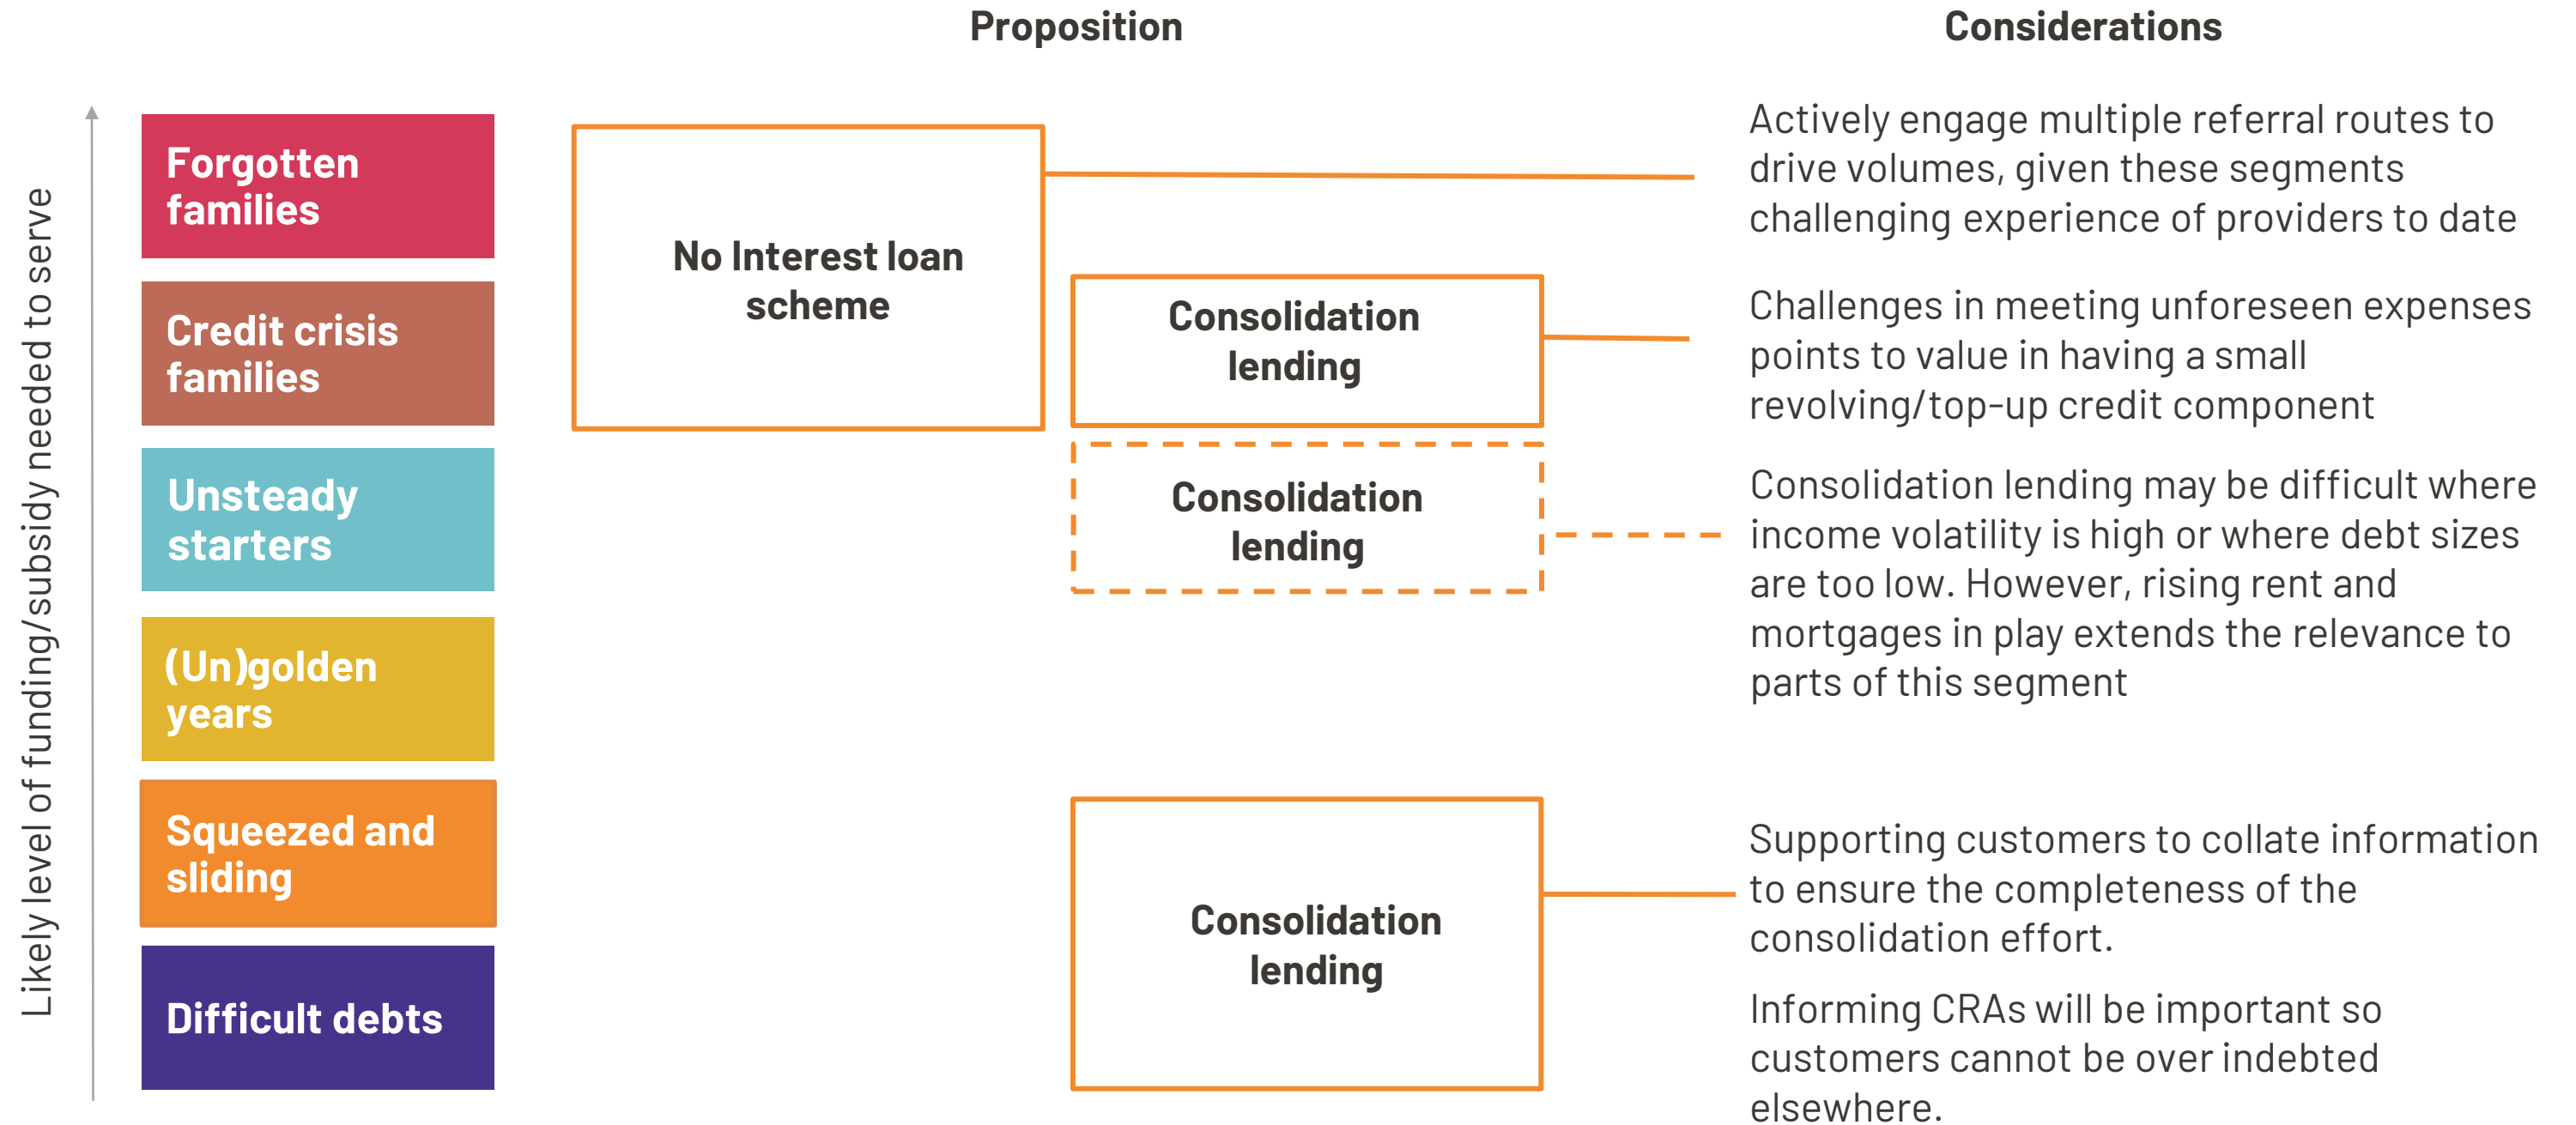 Proposition
Considerations
Likely level of funding/subsidy needed to serve
Forgotten
families
Credit crisis
families
Unsteady
starters
(Un)golden
years
Squeezed and
sliding
Difficult debts
No Interest loan
scheme
Consolidation
lending
Consolidation
lending
Consolidation
lending
Actively engage multiple referral routes to
drive volumes, given these segments
challenging experience of providers to date
Challenges in meeting unforeseen expenses
points to value in having a small
revolving/top-up credit component
Consolidation lending may be difficult where
income volatility is high or where debt sizes
are too low. However, rising rent and
mortgages in play extends the relevance to
parts of this segment
Supporting customers to collate information
to ensure the completeness of the
consolidation effort.
Informing CRAs will be important so
customers cannot be over indebted
elsewhere.